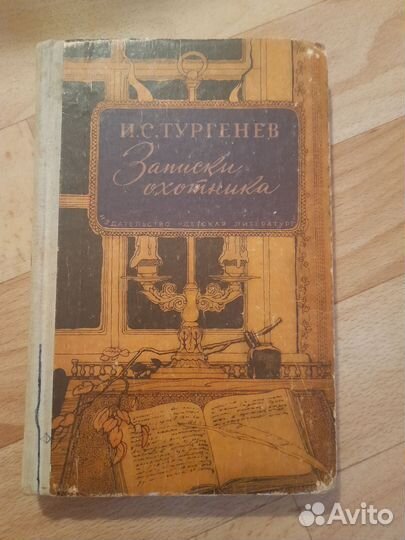 И.С.ТУРГЕНЕВ
Записки
охотника
ИЗДАТЕЛЬСТВО «ДЕТСКАЯ ЛИТЕРАТУРА»
Avito